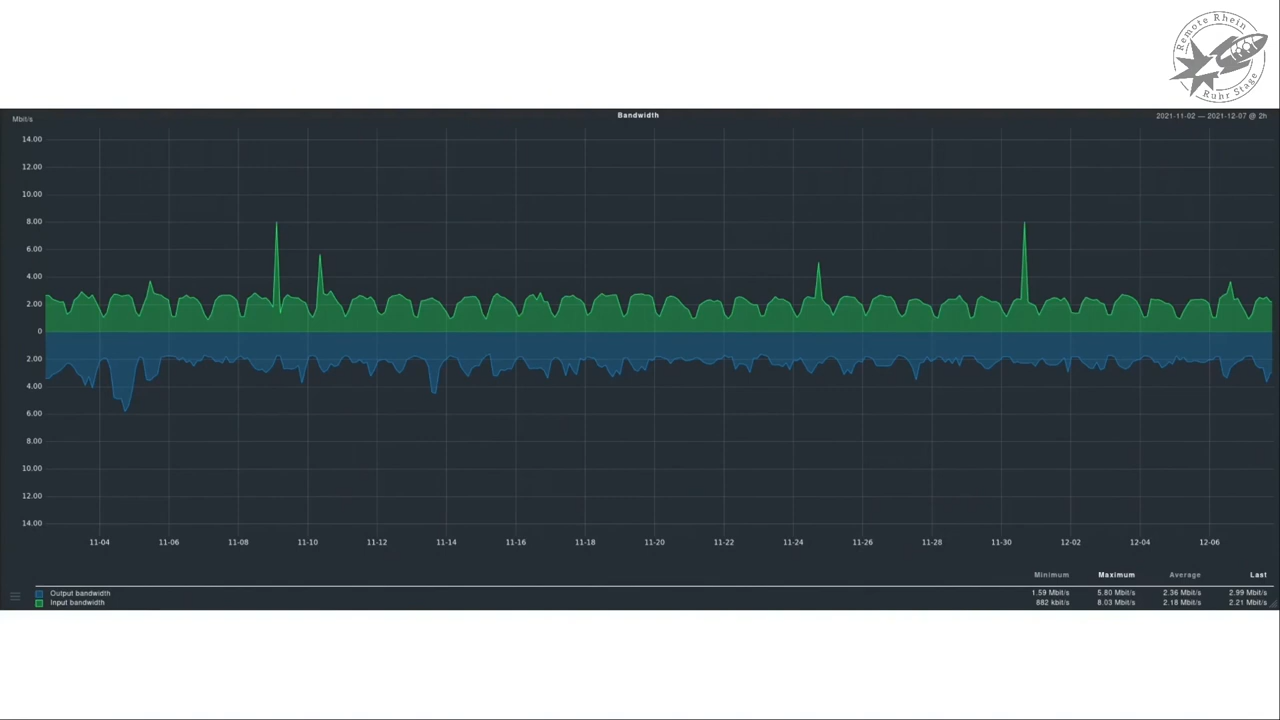 Remote Rhein
Ruhr Stage
Mbit/s
Bandwidth
2021-11-02 — 2021-12-07 @ 2h
14.00
12.00
10.00
8.00
6.00
4.00
2.00
0
2.00
4.00
6.00
8.00
10.00
12.00
14.00
11-04 11-06 11-08 11-10 11-12 11-14 11-16 11-18 11-20 11-22 11-24 11-26 11-28 11-30 12-02 12-04 12-06
Minimum Maximum Average Last
Output bandwidth 1.59 Mbit/s 5.80 Mbit/s 2.36 Mbit/s 2.99 Mbit/s
Input bandwidth 882 kbit/s 8.03 Mbit/s 2.18 Mbit/s 2.21 Mbit/s